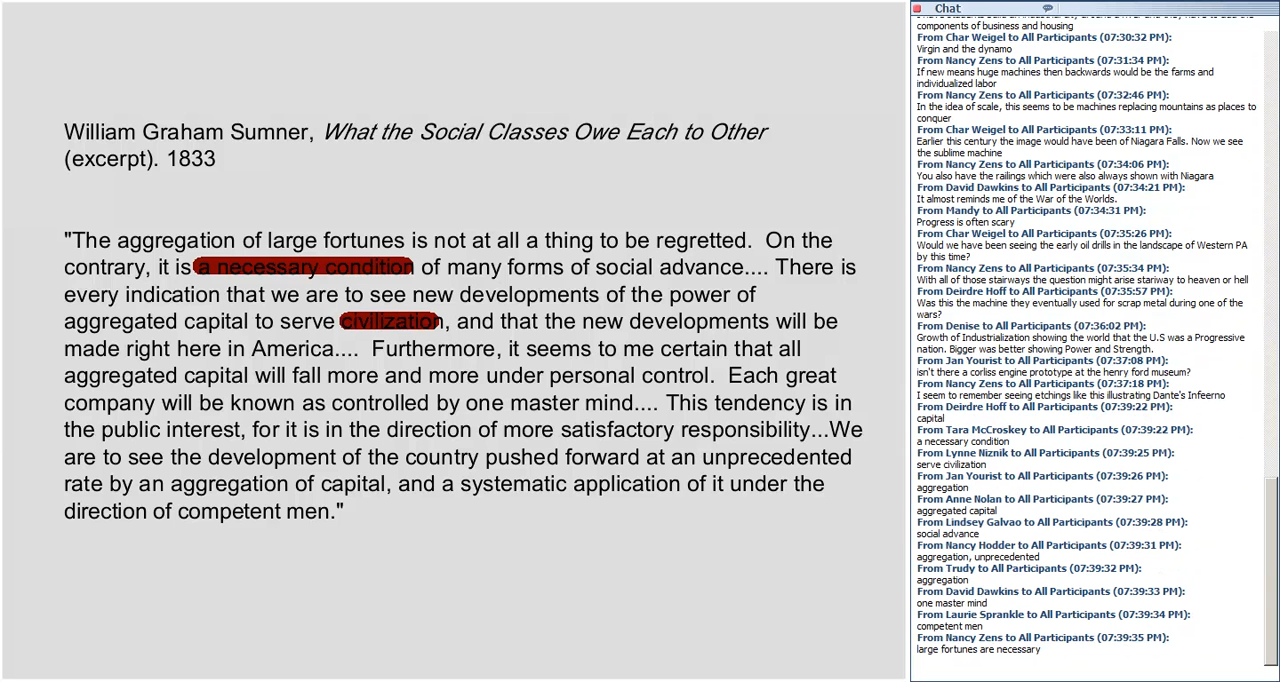 William Graham Sumner, What the Social Classes Owe Each to Other
(excerpt). 1833
"The aggregation of large fortunes is not at all a thing to be regretted.  On the
contrary, it is a necessary condition of many forms of social advance.... There is
every indication that we are to see new developments of the power of
aggregated capital to serve civilization, and that the new developments will be
made right here in America....  Furthermore, it seems to me certain that all
aggregated capital will fall more and more under personal control.  Each great
company will be known as controlled by one master mind.... This tendency is in
the public interest, for it is in the direction of more satisfactory responsibility...We
are to see the development of the country pushed forward at an unprecedented
rate by an aggregation of capital, and a systematic application of it under the
direction of competent men."
Chat
components of business and housing
From Char Weigel to All Participants (07:30:32 PM):
Virgin and the dynamo
From Nancy Zens to All Participants (07:31:34 PM):
If new means huge machines then backwards would be the farms and
individualized labor
From Nancy Zens to All Participants (07:32:46 PM):
In the idea of scale, this seems to be machines replacing mountains as places to
conquer
From Char Weigel to All Participants (07:33:11 PM):
Earlier this century the image would have been of Niagara Falls. Now we see
the sublime machine
From Nancy Zens to All Participants (07:34:06 PM):
You also have the railings which were also always shown with Niagara
From David Dawkins to All Participants (07:34:21 PM):
It almost reminds me of the War of the Worlds.
From Mandy to All Participants (07:34:31 PM):
Progress is often scary
From Char Weigel to All Participants (07:35:26 PM):
Would we have been seeing the early oil drills in the landscape of Western PA
by this time?
From Nancy Zens to All Participants (07:35:34 PM):
With all of those stairways the question might arise stariway to heaven or hell
From Deirdre Hoff to All Participants (07:35:57 PM):
Was this the machine they eventually used for scrap metal during one of the
wars?
From Denise to All Participants (07:36:02 PM):
Growth of Industrialization showing the world that the U.S was a Progressive
nation. Bigger was better showing Power and Strength.
From Jan Yourist to All Participants (07:37:08 PM):
isn't there a corliss engine prototype at the henry ford museum?
From Nancy Zens to All Participants (07:37:18 PM):
I seem to remember seeing etchings like this illustrating Dante's Infeerno
From Deirdre Hoff to All Participants (07:39:22 PM):
capital
From Tara McCroskey to All Participants (07:39:22 PM):
a necessary condition
From Lynne Niznik to All Participants (07:39:25 PM):
serve civilization
From Jan Yourist to All Participants (07:39:26 PM):
aggregation
From Anne Nolan to All Participants (07:39:27 PM):
aggregated capital
From Lindsey Galvao to All Participants (07:39:28 PM):
social advance
From Nancy Hodder to All Participants (07:39:31 PM):
aggregation, unprecedented
From Trudy to All Participants (07:39:32 PM):
aggregation
From David Dawkins to All Participants (07:39:33 PM):
one master mind
From Laurie Sprankle to All Participants (07:39:34 PM):
competent men
From Nancy Zens to All Participants (07:39:35 PM):
large fortunes are necessary